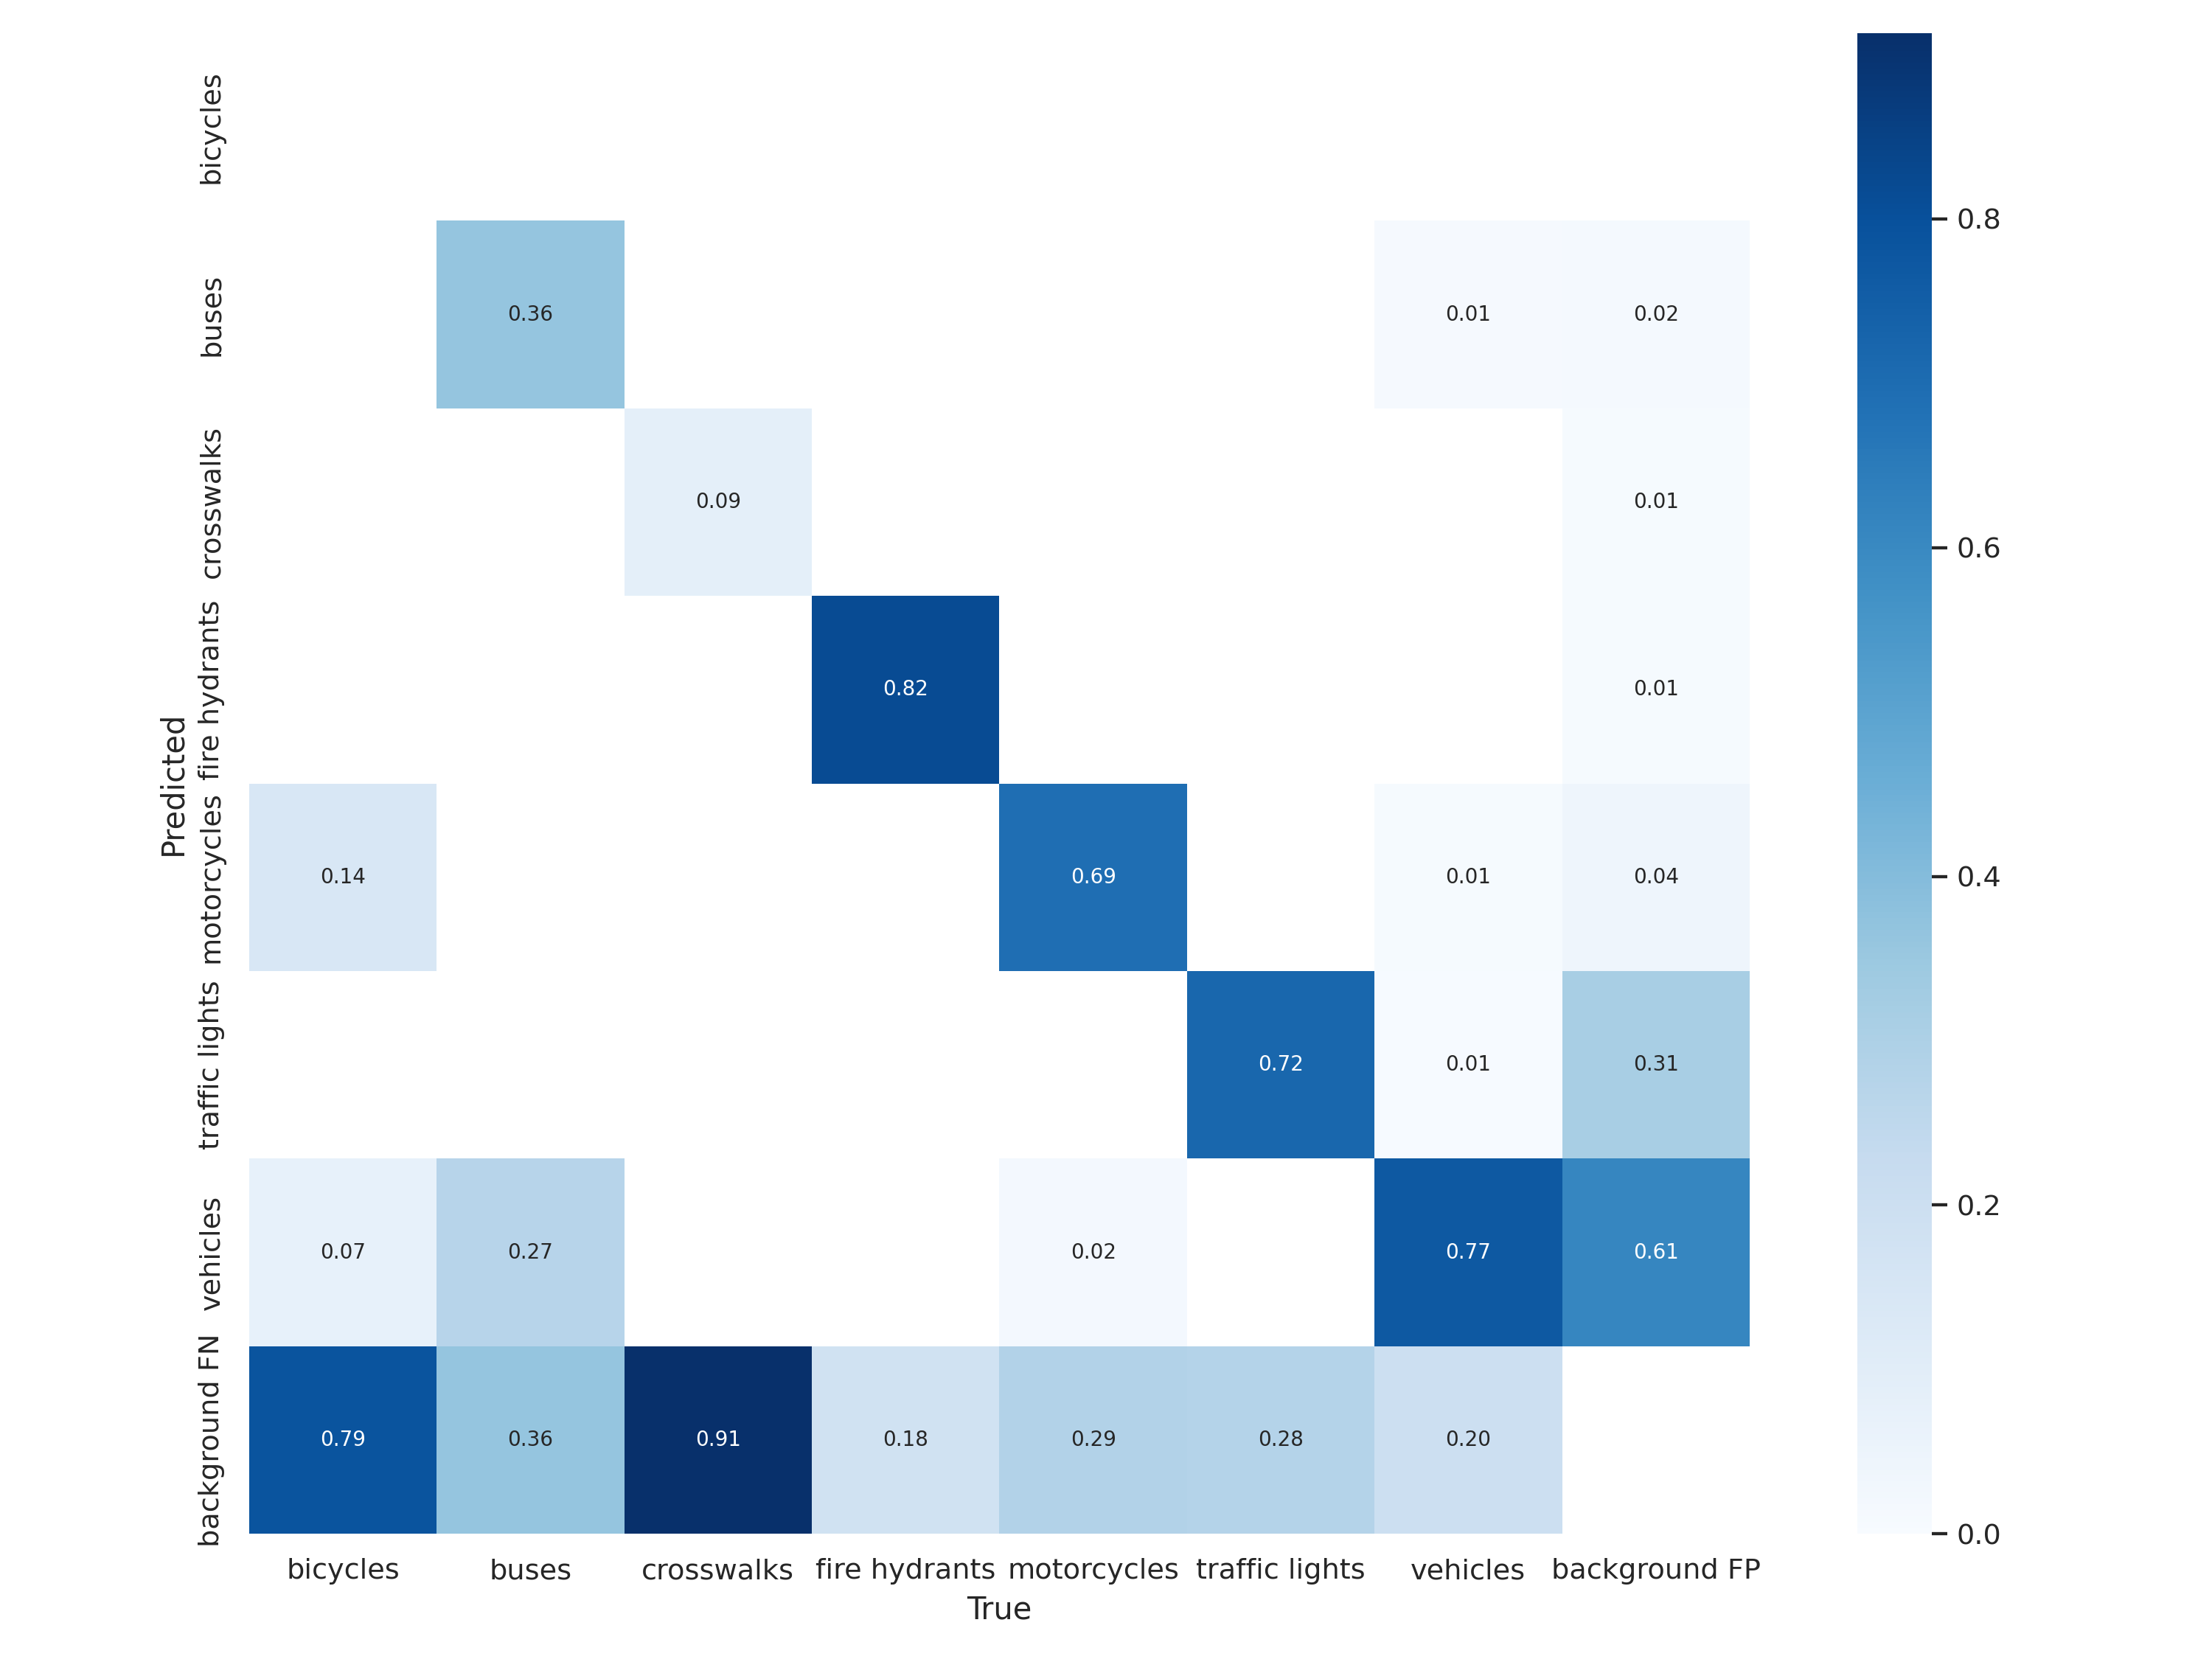 bicycles
buses 0.36 0.01 0.02
crosswalks 0.09 0.01
fire hydrants 0.82 0.01
motorcycles 0.14 0.69 0.01 0.04
traffic lights 0.72 0.01 0.31
vehicles 0.07 0.27 0.02 0.77 0.61
background FN 0.79 0.36 0.91 0.18 0.29 0.28 0.20
Predicted
bicycles buses crosswalks fire hydrants motorcycles traffic lights vehicles background FP
True
0.8
0.6
0.4
0.2
0.0